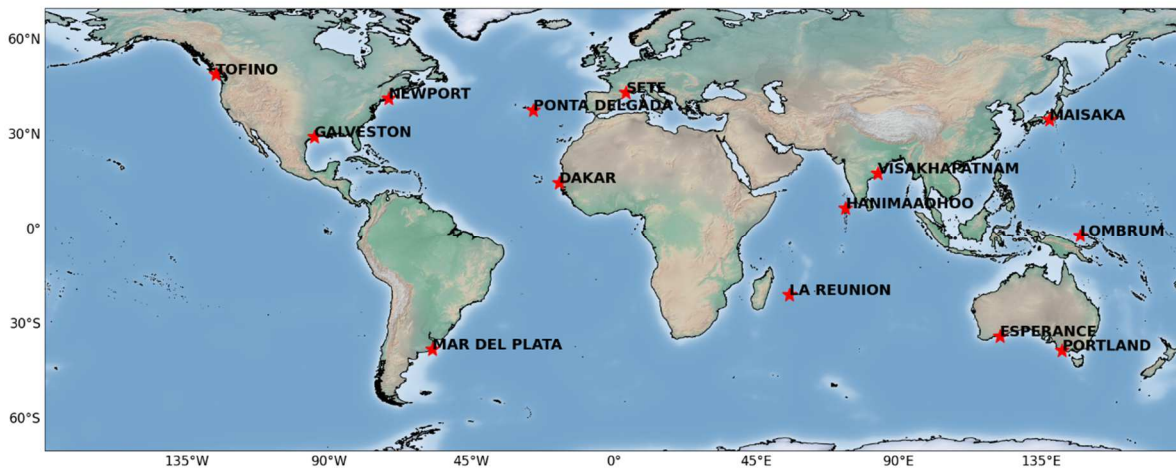 60°N
TOFINO
SETE
NEWPORT
PONTA DELGADA
MAISAKA
GALVESTON
30°N
VISAKHAPATNAM
DAKAR
HANIMAADHOO
0°
LOMBRUM
LA REUNION
30°S
ESPERANCE
MAR DEL PLATA
PORTLAND
60°S
135°W 90°W 45°W 0° 45°E 90°E 135°E